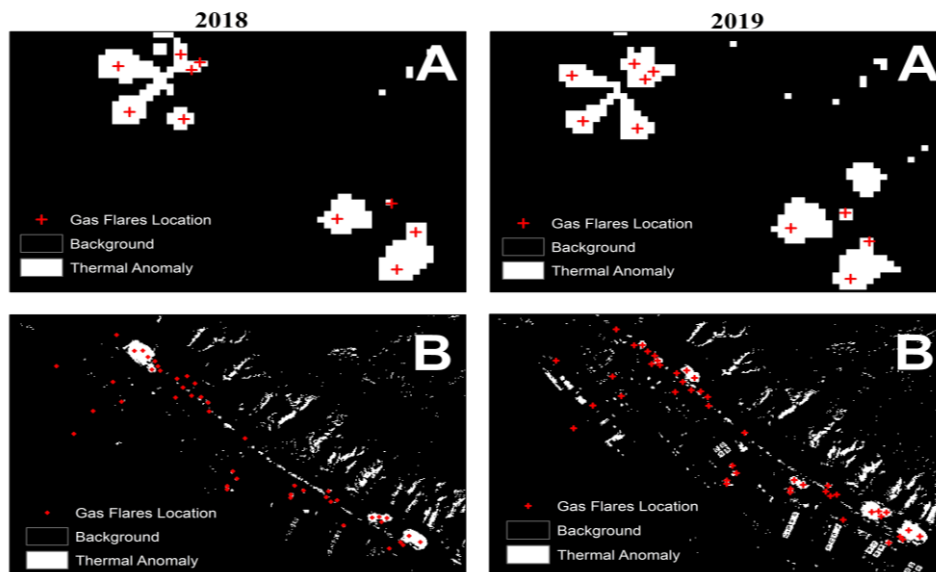 2018
2019
A
Gas Flares Location
Background
Thermal Anomaly
A
Gas Flares Location
Background
Thermal Anomaly
B
Gas Flares Location
Background
Thermal Anomaly
B
Gas Flares Location
Background
Thermal Anomaly